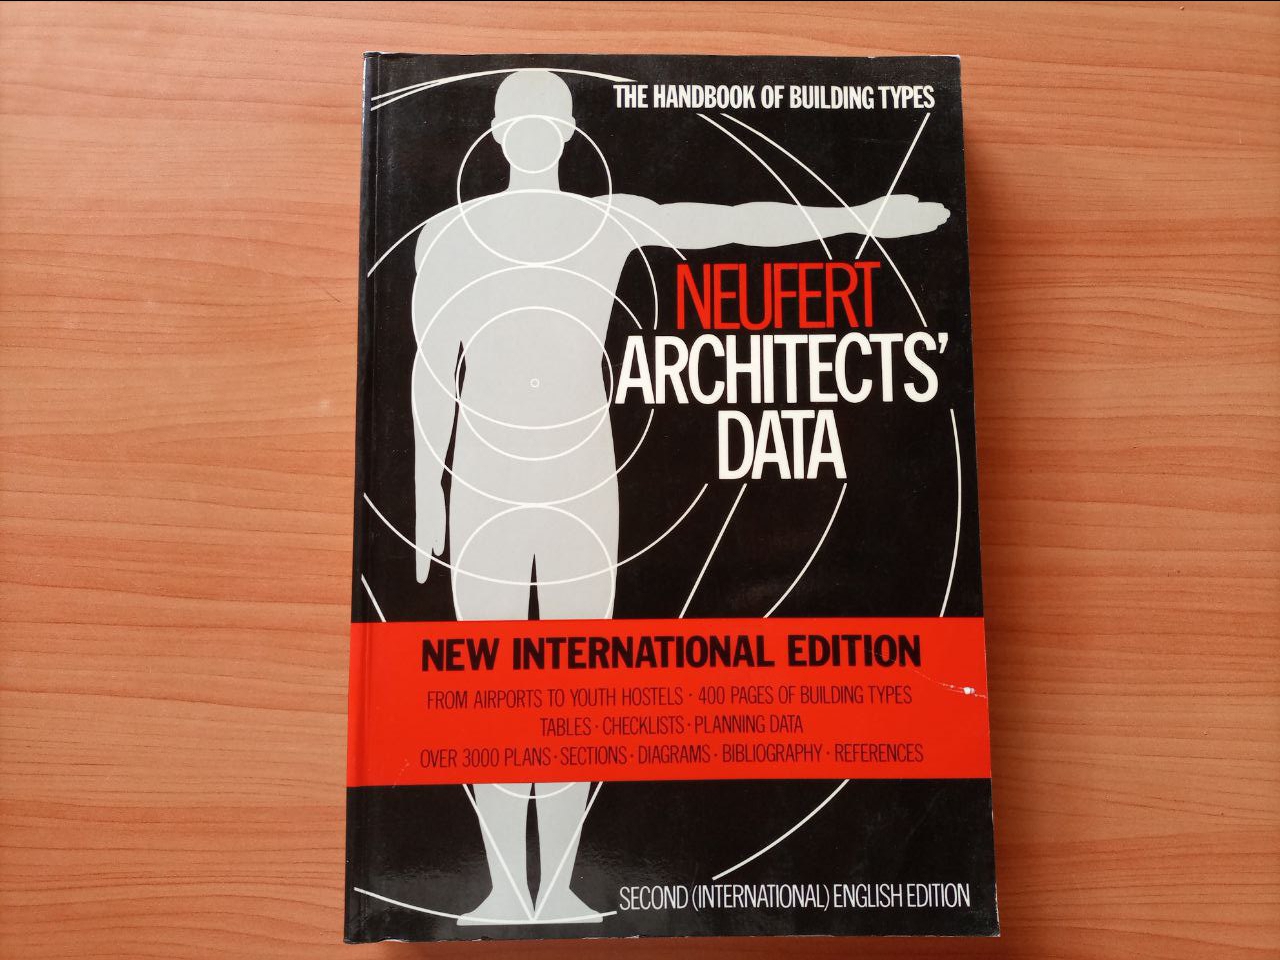 THE HANDBOOK OF BUILDING TYPES
NEUFERT
ARCHITECTS'
DATA
NEW INTERNATIONAL EDITION
FROM AIRPORTS TO YOUTH HOSTELS · 400 PAGES OF BUILDING TYPES
TABLES · CHECKLISTS · PLANNING DATA
OVER 3000 PLANS · SECTIONS · DIAGRAMS · BIBLIOGRAPHY · REFERENCES
SECOND (INTERNATIONAL) ENGLISH EDITION